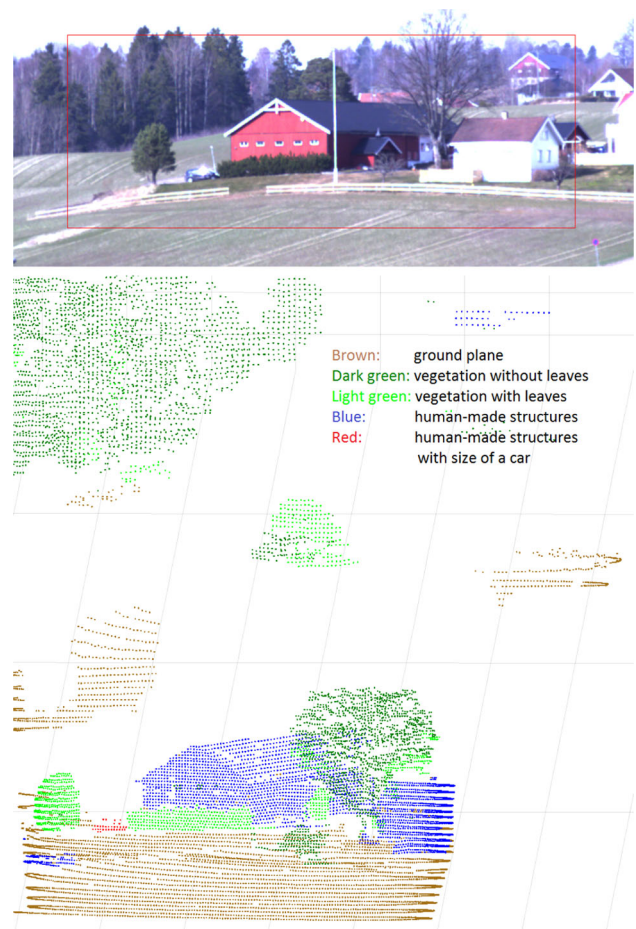 Brown: ground plane
Dark green: vegetation without leaves
Light green: vegetation with leaves
Blue: human-made structures
Red: human-made structures
with size of a car